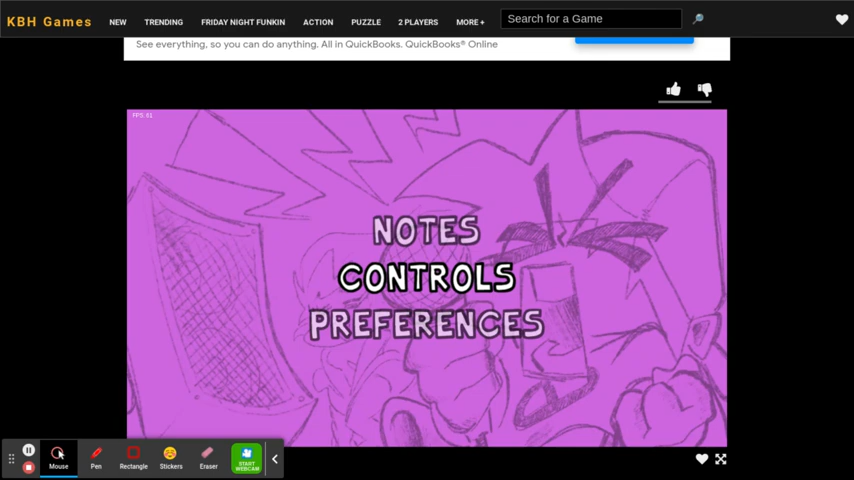 KBH Games
NEW TRENDING FRIDAY NIGHT FUNKIN ACTION PUZZLE 2 PLAYERS MORE + Search for a Game
See everything, so you can do anything. All in QuickBooks. QuickBooks® Online
FPS: 61
NOTES
CONTROLS
PREFERENCES
Mouse Pen Rectangle Stickers Eraser START WEBCAM